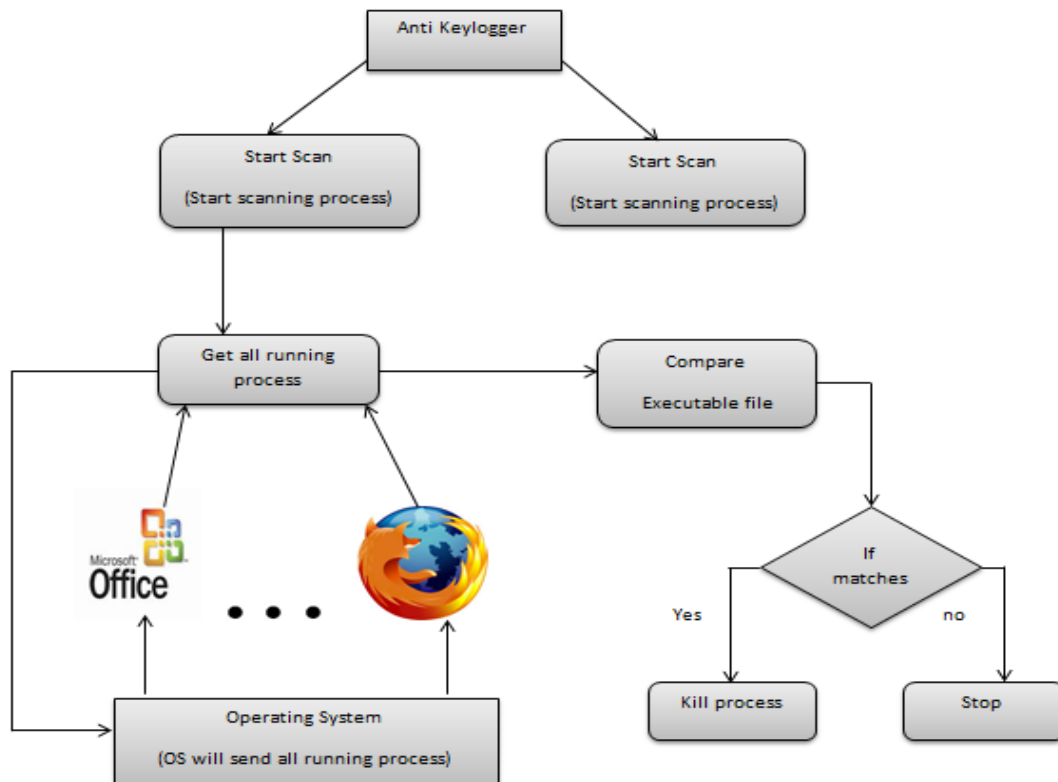 Anti Keylogger
Start Scan
(Start scanning process)
Start Scan
(Start scanning process)
Get all running
process
Compare
Executable file
Microsoft
Office
If
matches
Yes
no
Kill process
Stop
Operating System
(OS will send all running process)